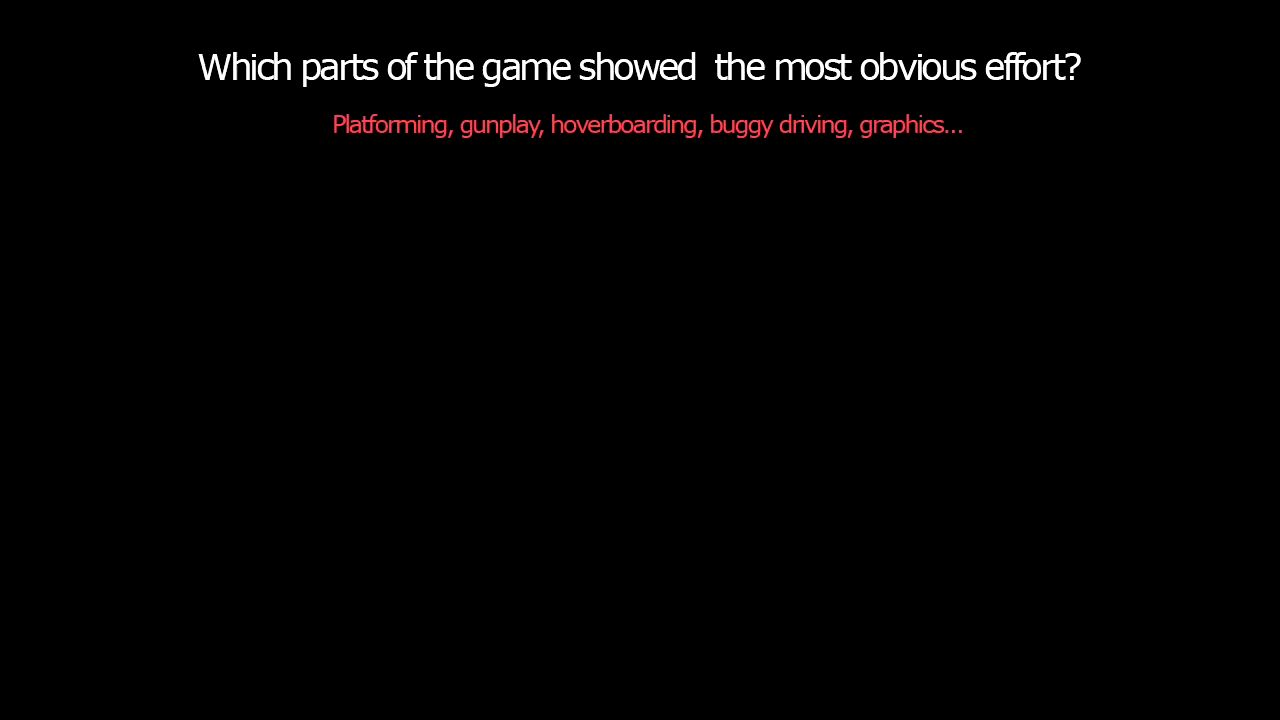 Which parts of the game showed  the most obvious effort?
Platforming, gunplay, hoverboarding, buggy driving, graphics...